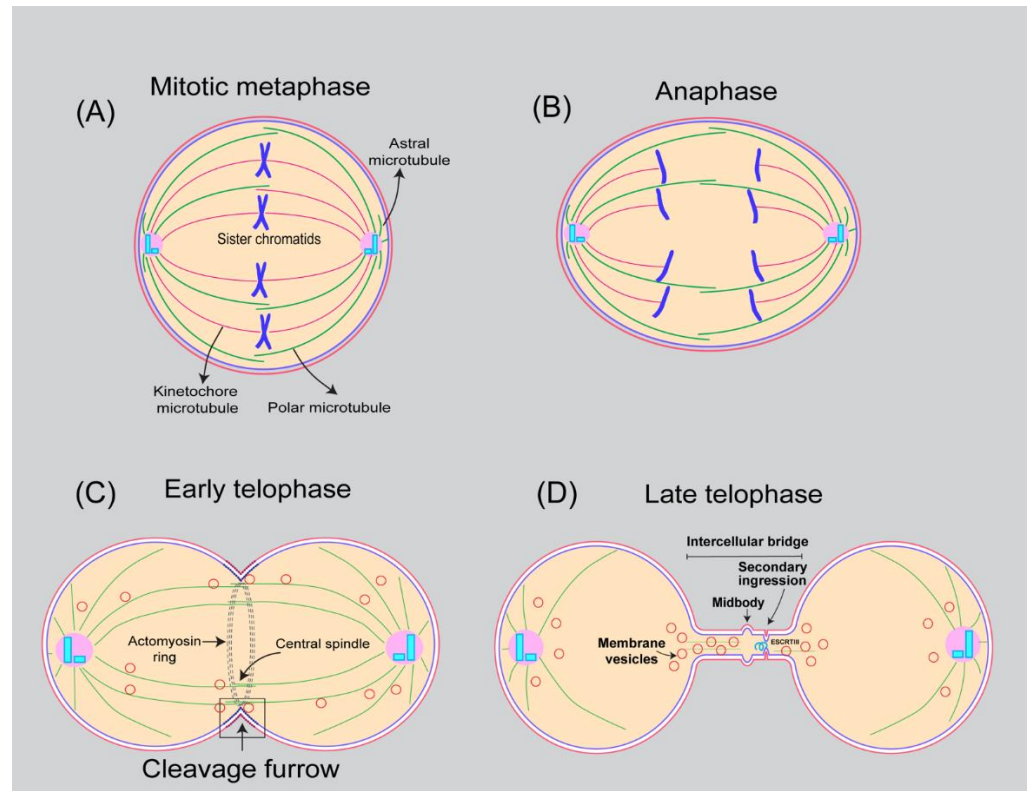 (A)
Mitotic metaphase
Astral
microtubule
Sister chromatids
Kinetochore
microtubule
Polar microtubule
(B)
Anaphase
(C)
Early telophase
Actomyosin
ring
Central spindle
Cleavage furrow
(D)
Late telophase
Intercellular bridge
Secondary
ingression
Midbody
ESCRTIII
Membrane
vesicles